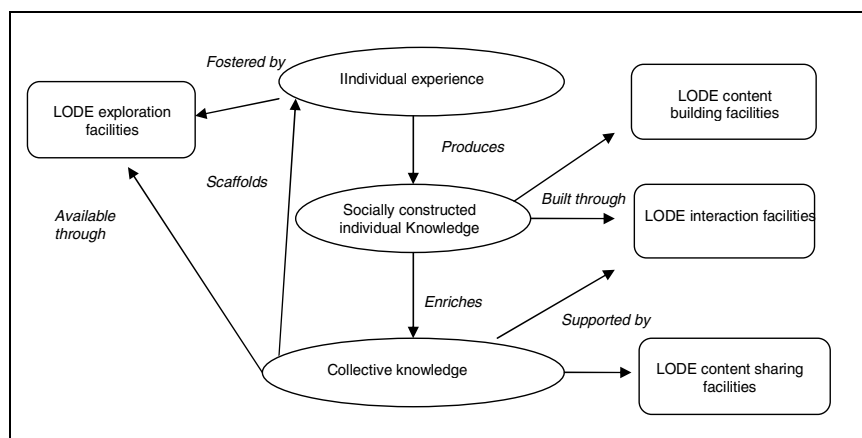 Fostered by
IIndividual experience
LODE exploration
facilities
LODE content
building facilities
Produces
Scaffolds
Available
through
Socially constructed
individual Knowledge
Built through
LODE interaction facilities
Enriches
Supported by
Collective knowledge
LODE content sharing
facilities